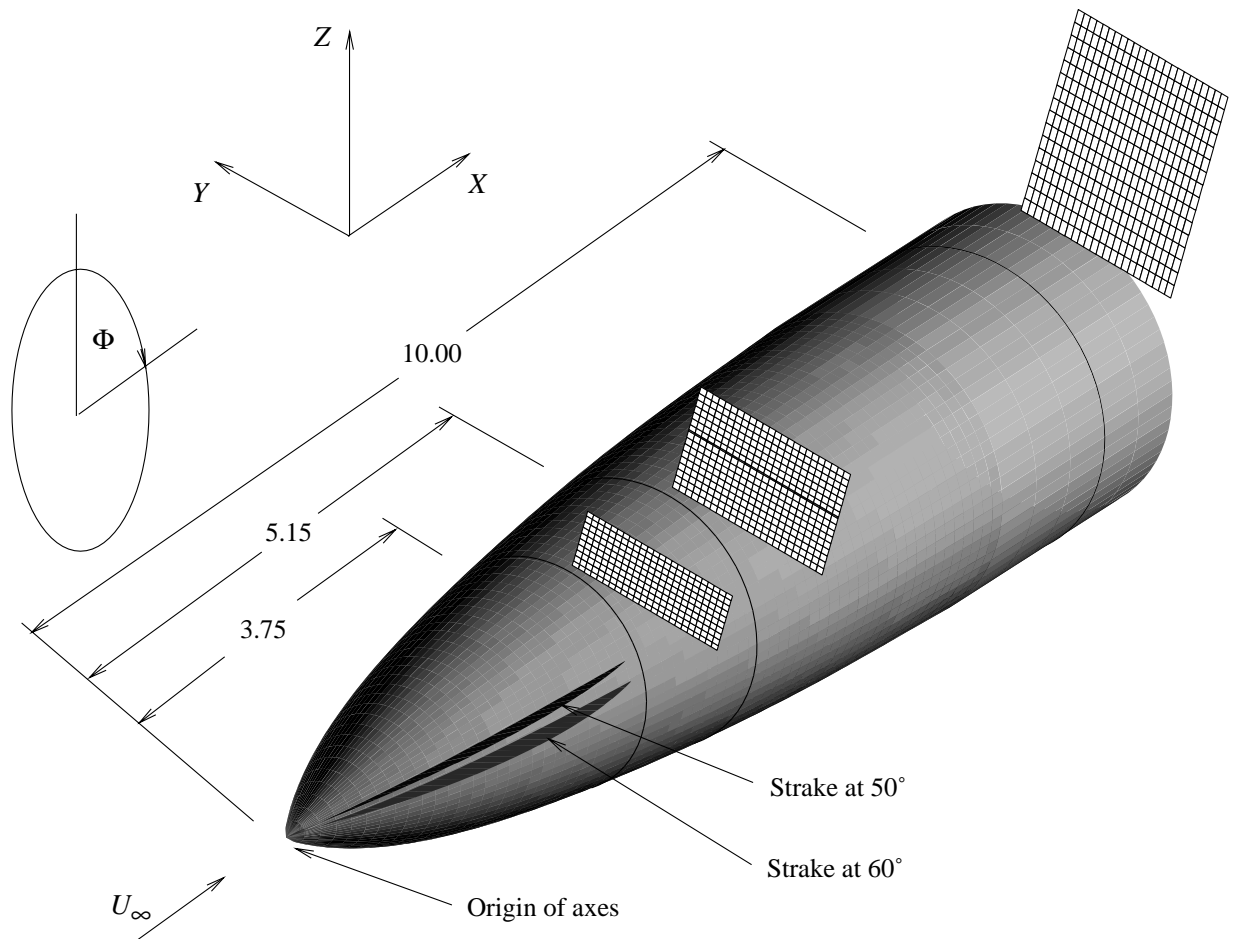 Z
Y
X
Φ
10.00
5.15
3.75
Strake at 50°
Strake at 60°
Origin of axes
U∞